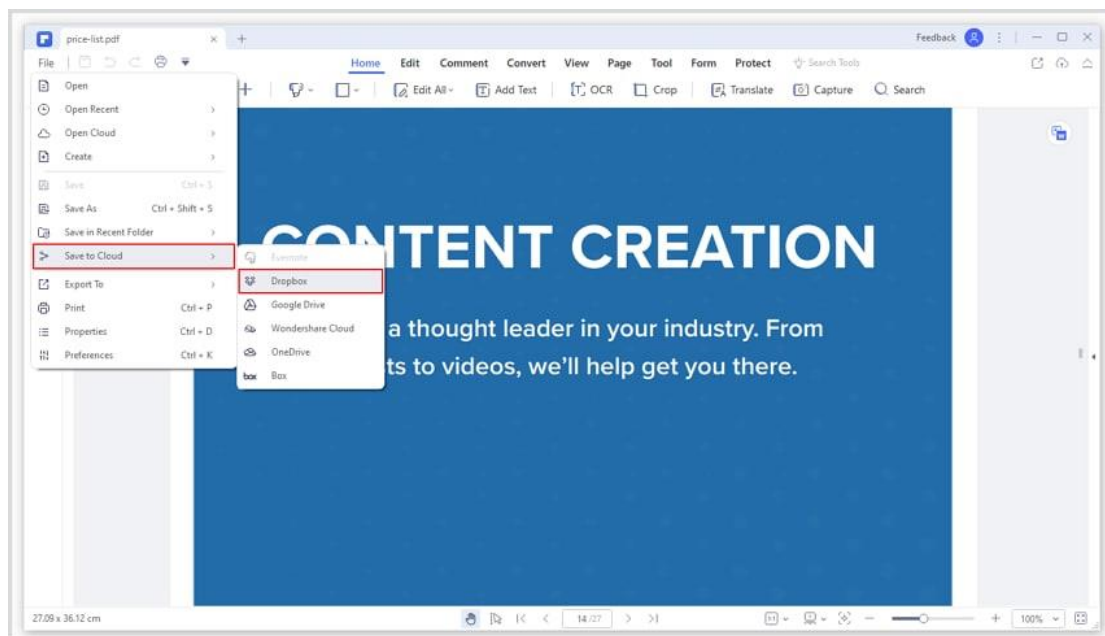 price-list.pdf
Feedback
File
Home Edit Comment Convert View Page Tool Form Protect Search Tools
Edit All Add Text OCR Crop Translate Capture Search
Open
Open Recent
Open Cloud
Create
Save Ctrl + S
Save As Ctrl + Shift + S
Save in Recent Folder
Save to Cloud
Export To
Print Ctrl + P
Properties Ctrl + D
Preferences Ctrl + K
Evernote
Dropbox
Google Drive
Wondershare Cloud
OneDrive
box Box
CONTENT CREATION
a thought leader in your industry. From
ts to videos, we'll help get you there.
27.09 x 36.12 cm
14 /27
100%